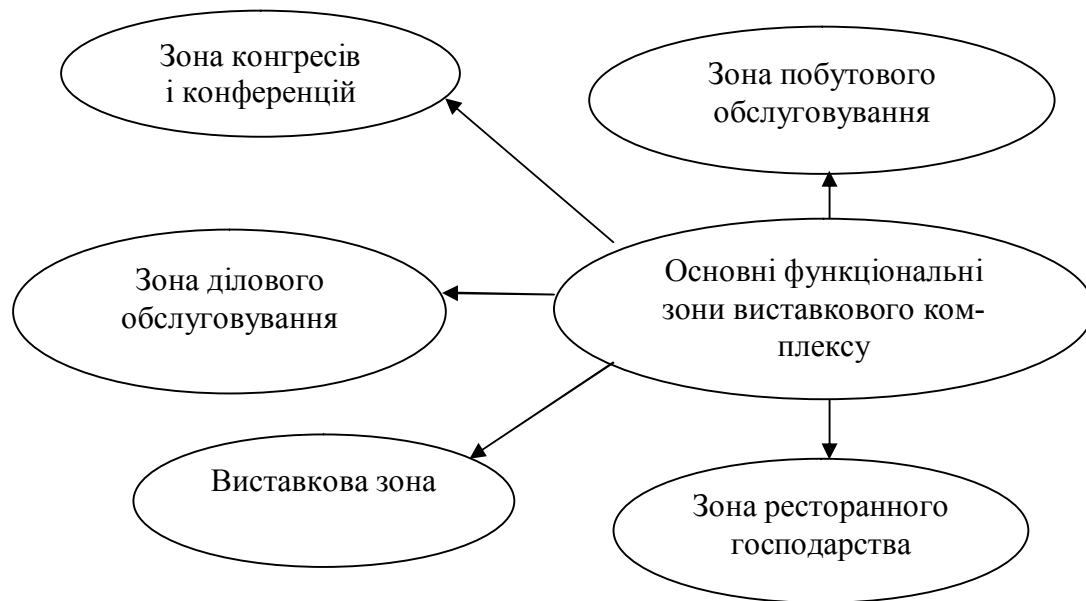 Зона конгресів
і конференцій
Зона побутового
обслуговування
Зона ділового
обслуговування
Основні функціональні
зони виставкового ком-
плексу
Виставкова зона
Зона ресторанного
господарства